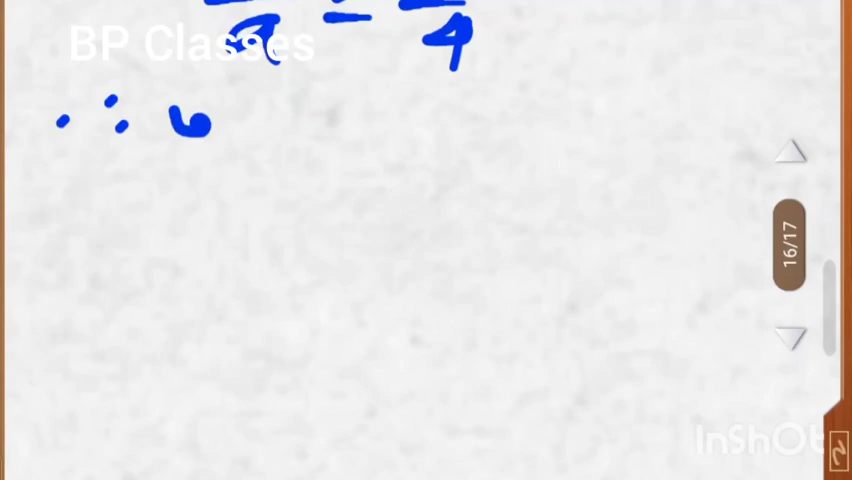 BP Classes
= 4
∴ 6
16/17
InShOt